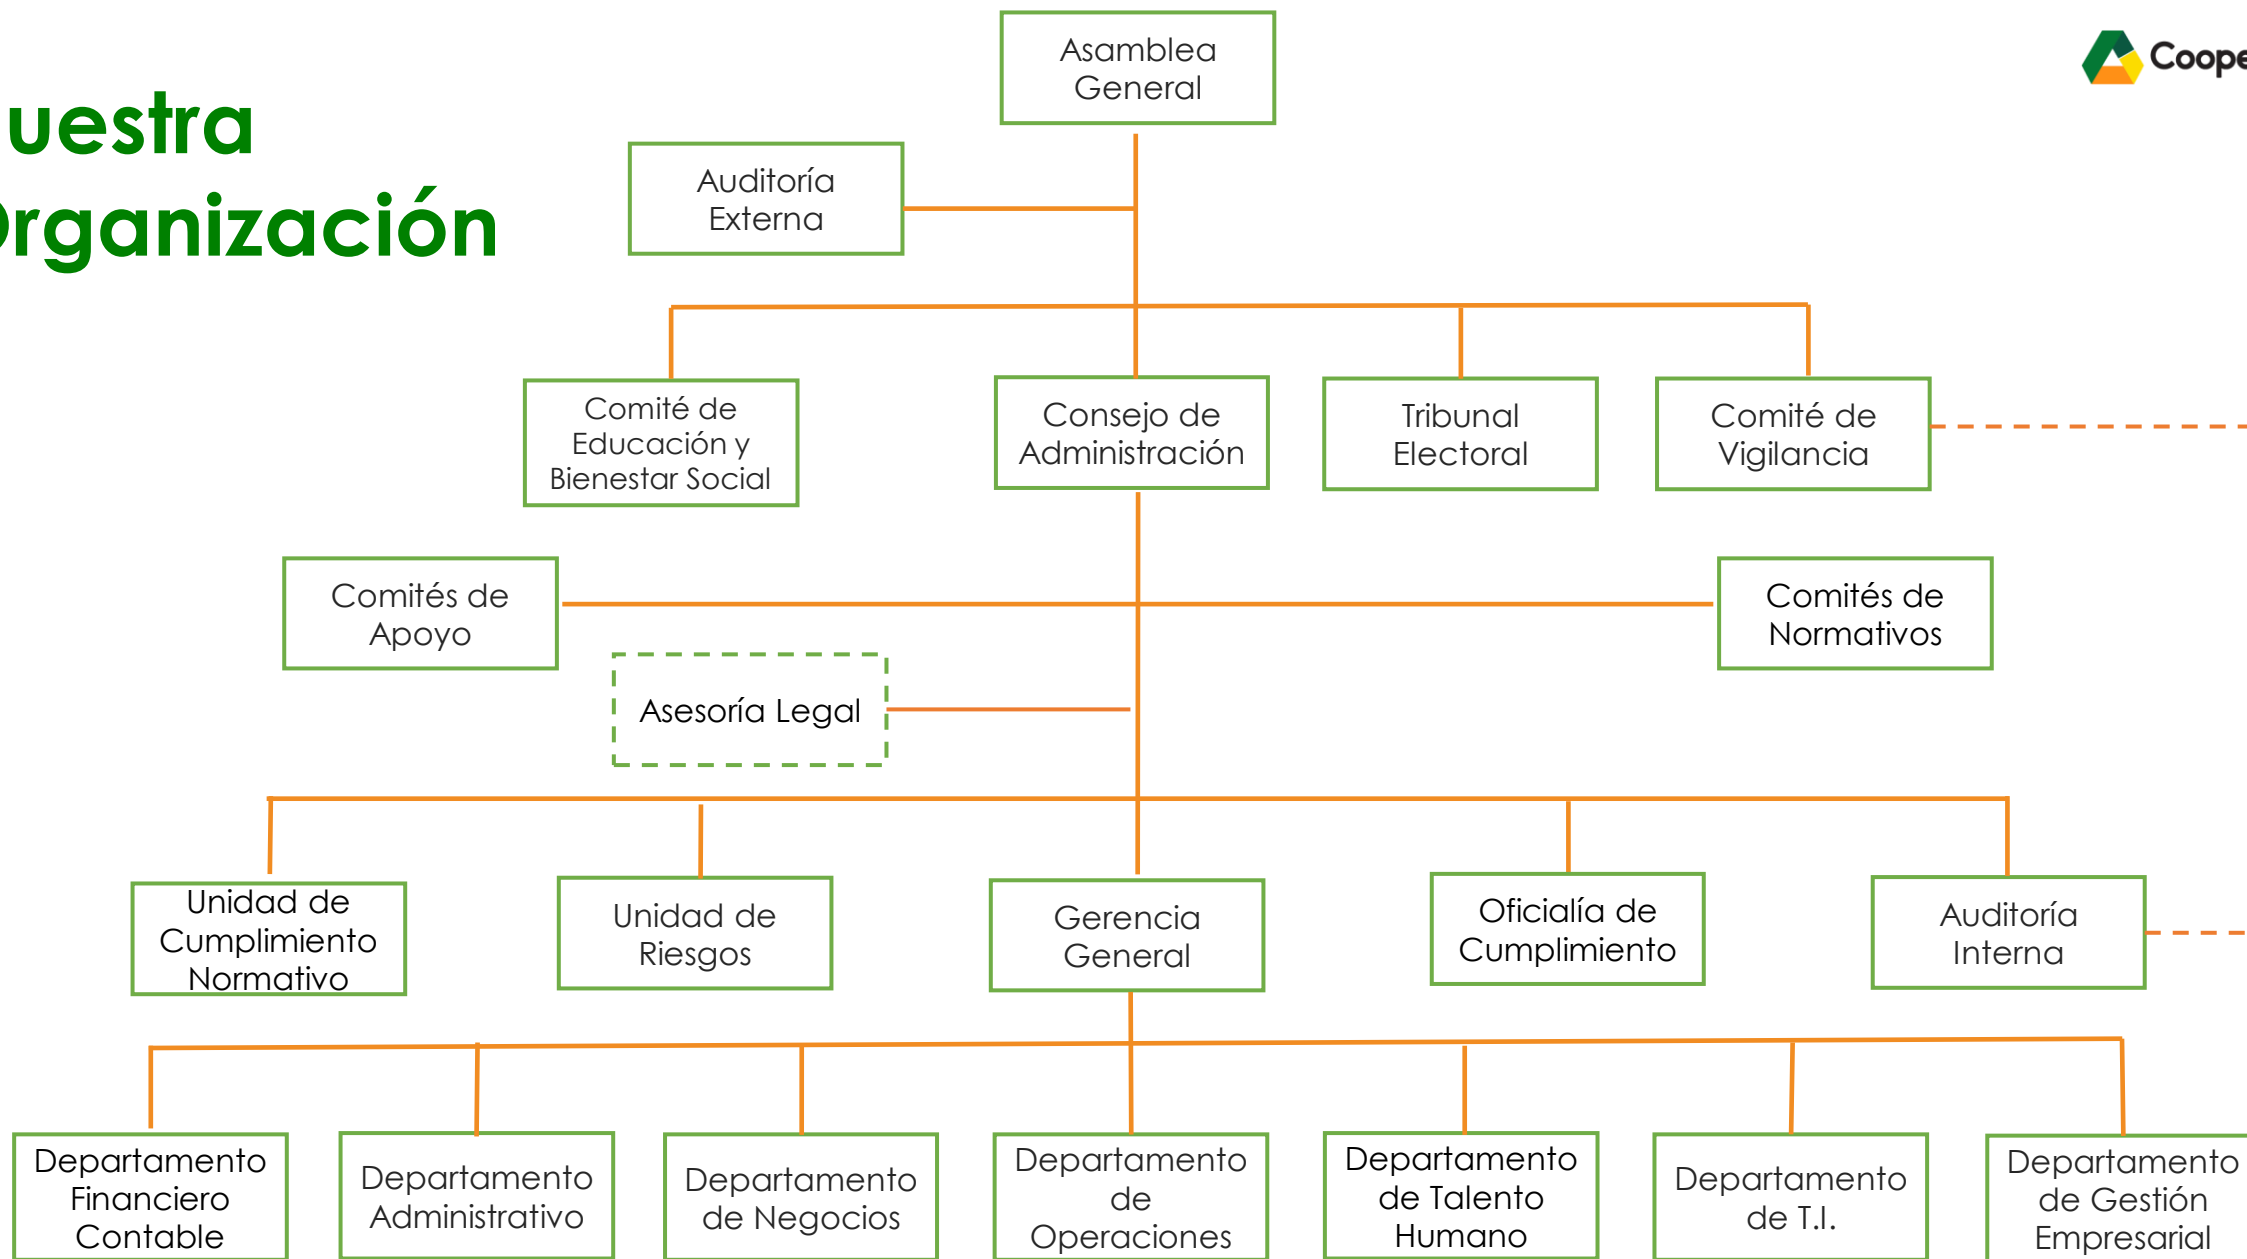 uestra
Organización
Coope
Asamblea
General
Auditoría
Externa
Comité de
Educación y
Bienestar Social
Consejo de
Administración
Tribunal
Electoral
Comité de
Vigilancia
Comités de
Apoyo
Comités de
Normativos
Asesoría Legal
Unidad de
Cumplimiento
Normativo
Unidad de
Riesgos
Gerencia
General
Oficialía de
Cumplimiento
Auditoría
Interna
Departamento
Financiero
Contable
Departamento
Administrativo
Departamento
de Negocios
Departamento
de
Operaciones
Departamento
de Talento
Humano
Departamento
de T.I.
Departamento
de Gestión
Empresarial